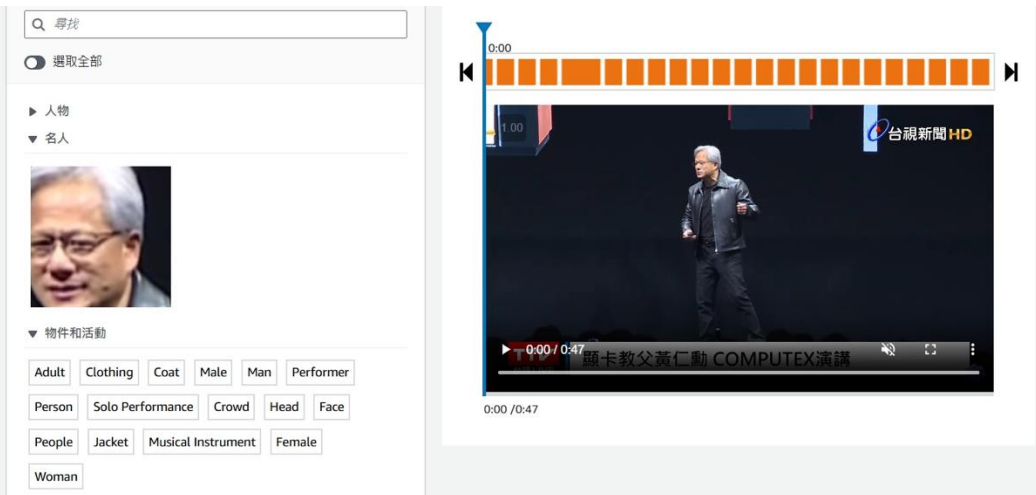 尋找
選取全部
人物
名人
物件和活動
Adult
Clothing
Coat
Male
Man
Performer
Person
Solo Performance
Crowd
Head
Face
People
Jacket
Musical Instrument
Female
Woman
0:00
1.00
台視新聞HD
0:00 / 0:47
顯卡教父黃仁勳 COMPUTEX演講
0:00 /0:47